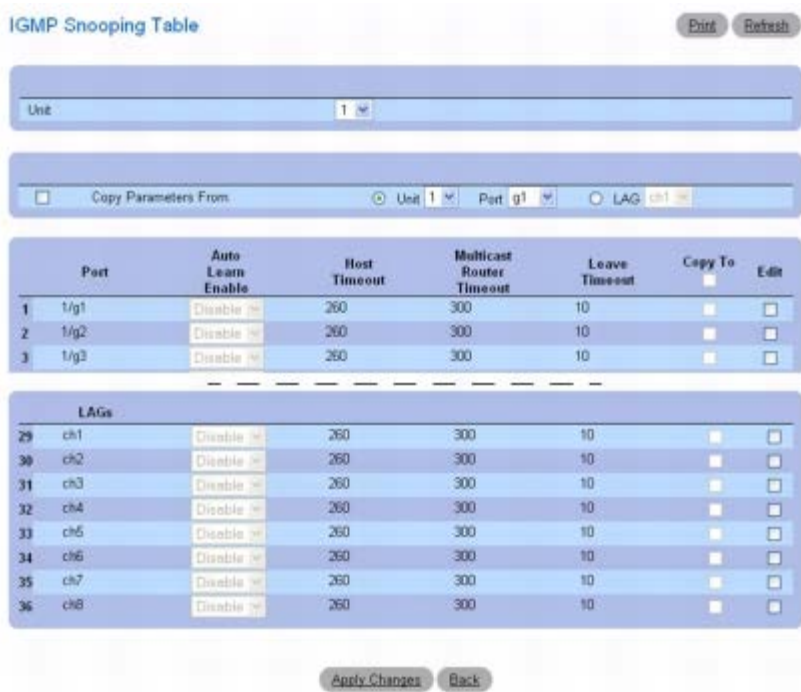 IGMP Snooping Table
Print Refresh
Unit 1
Copy Parameters From Unit 1 Port g1 LAG ch1
Port Auto Learn Enable Host Timeout Multicast Router Timeout Leave Timeout Copy To Edit
1 1/g1 Disable 260 300 10
2 1/g2 Disable 260 300 10
3 1/g3 Disable 260 300 10
LAGs
29 ch1 Disable 260 300 10
30 ch2 Disable 260 300 10
31 ch3 Disable 260 300 10
32 ch4 Disable 260 300 10
33 ch5 Disable 260 300 10
34 ch6 Disable 260 300 10
35 ch7 Disable 260 300 10
36 ch8 Disable 260 300 10
Apply Changes Back